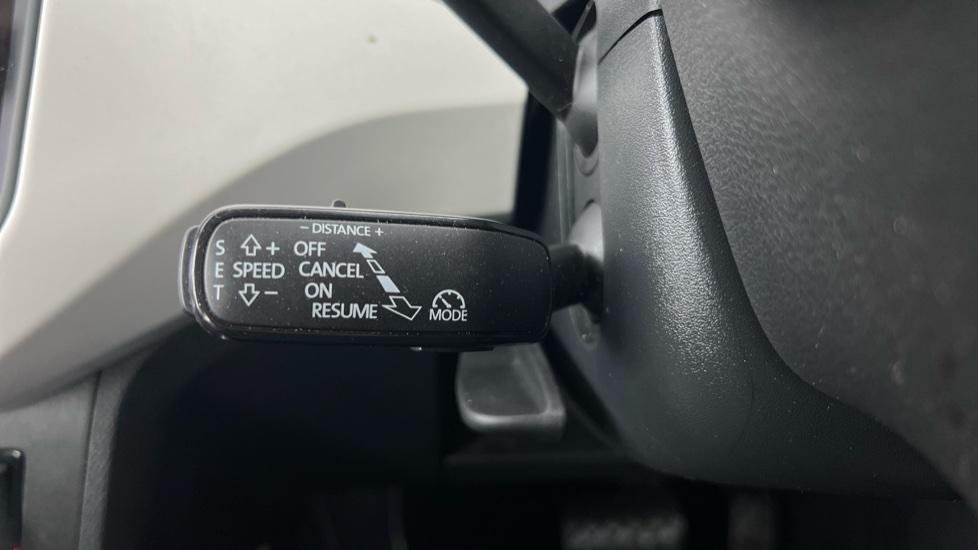 − DISTANCE +
S + OFF
E SPEED CANCEL
T − ON
RESUME
MODE